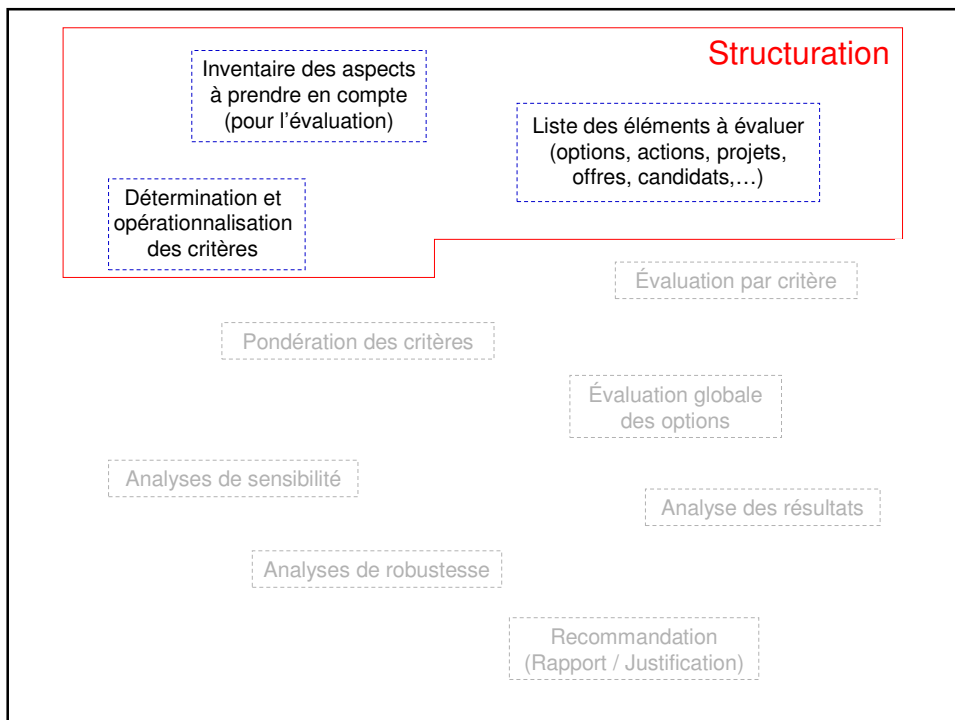 Structuration
Inventaire des aspects
à prendre en compte
(pour l'évaluation)
Liste des éléments à évaluer
(options, actions, projets,
offres, candidats,…)
Détermination et
opérationnalisation
des critères
Évaluation par critère
Pondération des critères
Évaluation globale
des options
Analyses de sensibilité
Analyse des résultats
Analyses de robustesse
Recommandation
(Rapport / Justification)